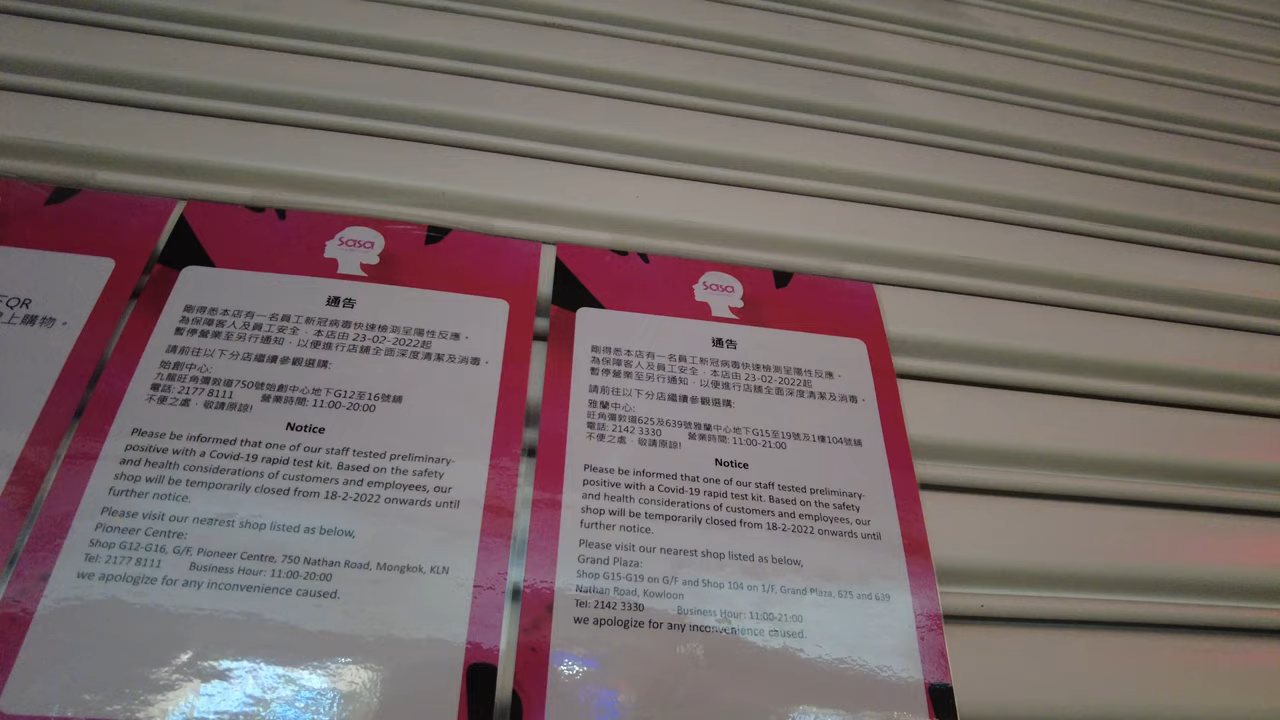 EOR
上購物。
sasa
通告
剛得悉本店有一名員工新冠病毒快速檢測呈陽性反應。
為保障客人及員工安全，本店由 23-02-2022起
暫停營業至另行通知，以便進行店舖全面深度清潔及消毒。
請前往以下分店繼續參觀選購:
始創中心:
九龍旺角彌敦道750號始創中心地下G12至16號舖
電話: 2177 8111 營業時間: 11:00-20:00
不便之處，敬請原諒!
Notice
Please be informed that one of our staff tested preliminary-
positive with a Covid-19 rapid test kit. Based on the safety
and health considerations of customers and employees, our
shop will be temporarily closed from 18-2-2022 onwards until
further notice.
Please visit our nearest shop listed as below,
Pioneer Centre:
Shop G12-G16, G/F, Pioneer Centre, 750 Nathan Road, Mongkok, KLN
Tel: 2177 8111 Business Hour: 11:00-20:00
we apologize for any inconvenience caused.
sasa
通告
剛得悉本店有一名員工新冠病毒快速檢測呈陽性反應。
為保障客人及員工安全，本店由 23-02-2022起
暫停營業至另行通知，以便進行店舖全面深度清潔及消毒。
請前往以下分店繼續參觀選購:
雅蘭中心:
旺角彌敦道625及639號雅蘭中心地下G15至19號及1樓104號舖
電話: 2142 3330 營業時間: 11:00-21:00
不便之處，敬請原諒!
Notice
Please be informed that one of our staff tested preliminary-
positive with a Covid-19 rapid test kit. Based on the safety
and health considerations of customers and employees, our
shop will be temporarily closed from 18-2-2022 onwards until
further notice.
Please visit our nearest shop listed as below,
Grand Plaza:
Shop G15-G19 on G/F and Shop 104 on 1/F, Grand Plaza, 625 and 639
Nathan Road, Kowloon
Tel: 2142 3330 Business Hour: 11:00-21:00
we apologize for any inconvenience caused.